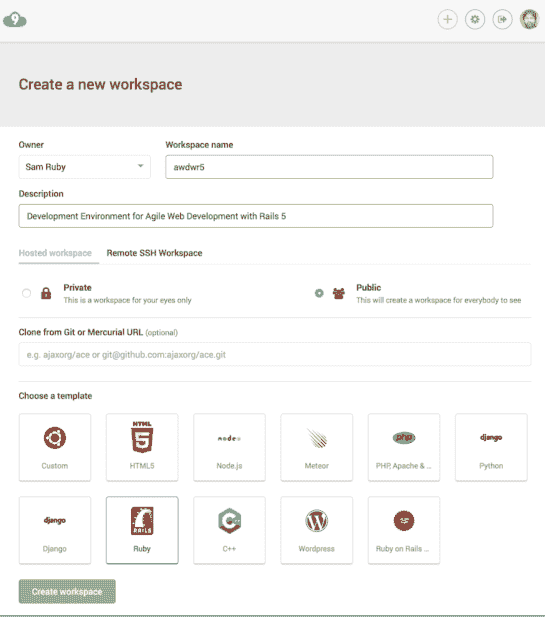 9
Create a new workspace
Owner
Workspace name
Sam Ruby
awdwr5
Description
Development Environment for Agile Web Development with Rails 5
Hosted workspace
Remote SSH Workspace
Private
This is a workspace for your eyes only
Public
This will create a workspace for everybody to see
Clone from Git or Mercurial URL (optional)
e.g. ajaxorg/ace or git@github.com:ajaxorg/ace.git
Choose a template
HTML
5
node
php
django
Custom
HTML5
Node.js
Meteor
PHP, Apache & ...
Python
django
RAILS
C++
Django
Ruby
C++
Wordpress
Ruby on Rails ...
Create workspace